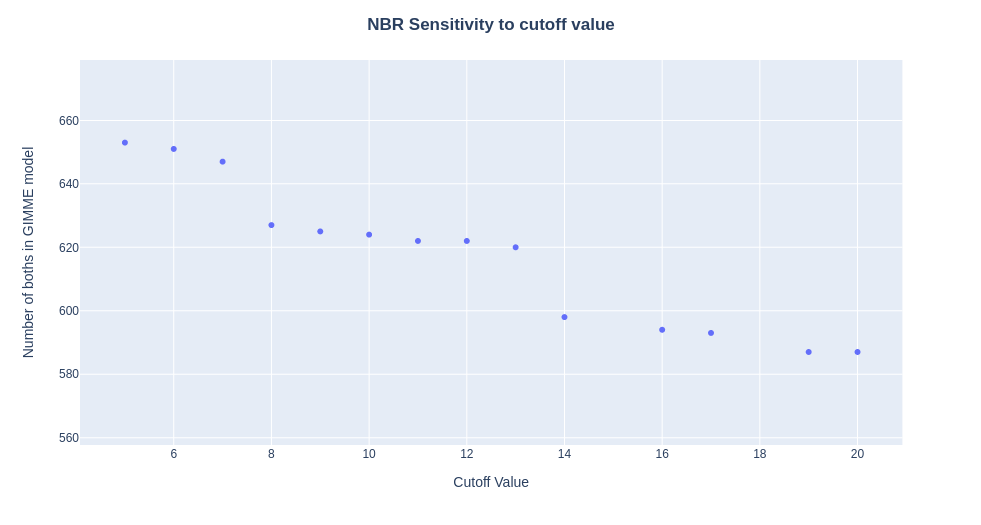 NBR Sensitivity to cutoff value
Number of boths in GIMME model
660
640
620
600
580
560
6 8 10 12 14 16 18 20
Cutoff Value